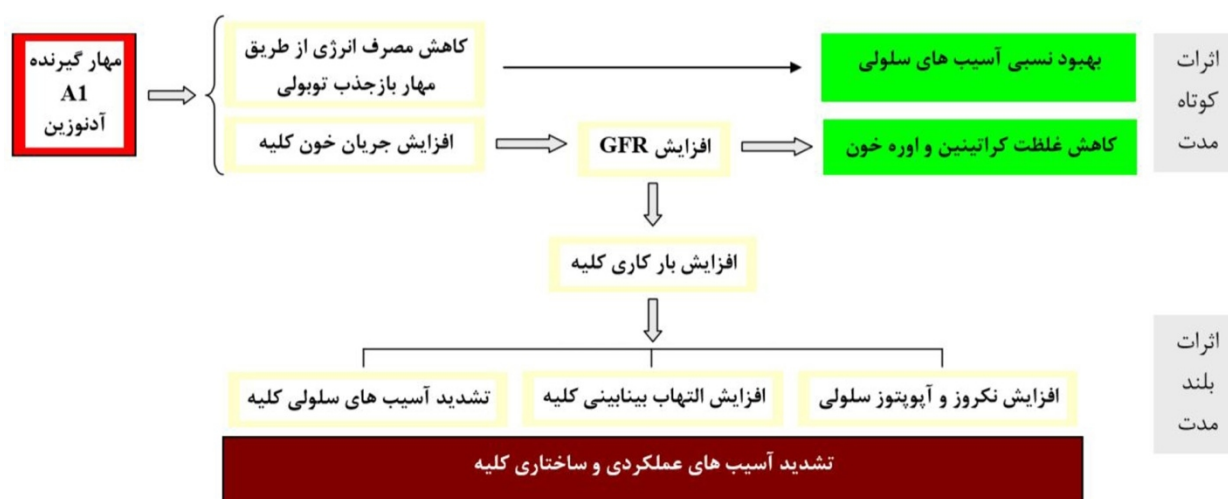 مهار گیرنده
A1
آدنوزین
کاهش مصرف انرژی از طریق
مهار بازجذب توبولی
بهبود نسبی آسیب های سلولی
اثرات
کوتاه
مدت
افزایش جریان خون کلیه
افزایش GFR
کاهش غلظت کراتینین و اوره خون
افزایش بار کاری کلیه
اثرات
بلند
مدت
افزایش نکروز و آپوپتوز سلولی
افزایش التهاب بینابینی کلیه
تشدید آسیب های سلولی کلیه
تشدید آسیب های عملکردی و ساختاری کلیه